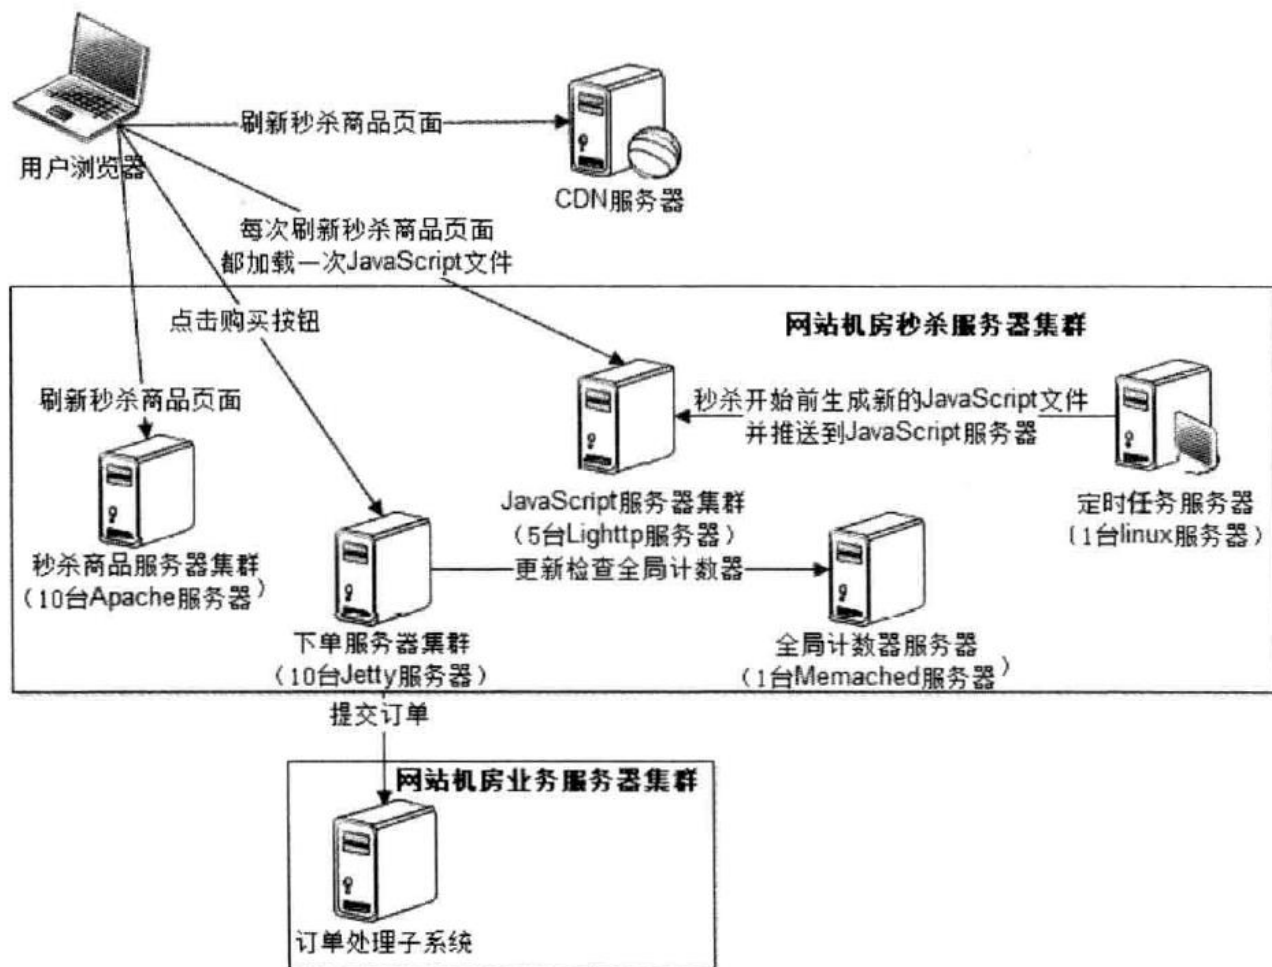 刷新秒杀商品页面
用户浏览器
CDN服务器
每次刷新秒杀商品页面
都加载一次JavaScript文件
点击购买按钮
网站机房秒杀服务器集群
刷新秒杀商品页面
秒杀开始前生成新的JavaScript文件
并推送到JavaScript服务器
JavaScript服务器集群
(5台Lighttp服务器)
定时任务服务器
(1台linux服务器)
秒杀商品服务器集群
(10台Apache服务器)
更新检查全局计数器
下单服务器集群
(10台Jetty服务器)
全局计数器服务器
(1台Memached服务器)
提交订单
网站机房业务服务器集群
订单处理子系统